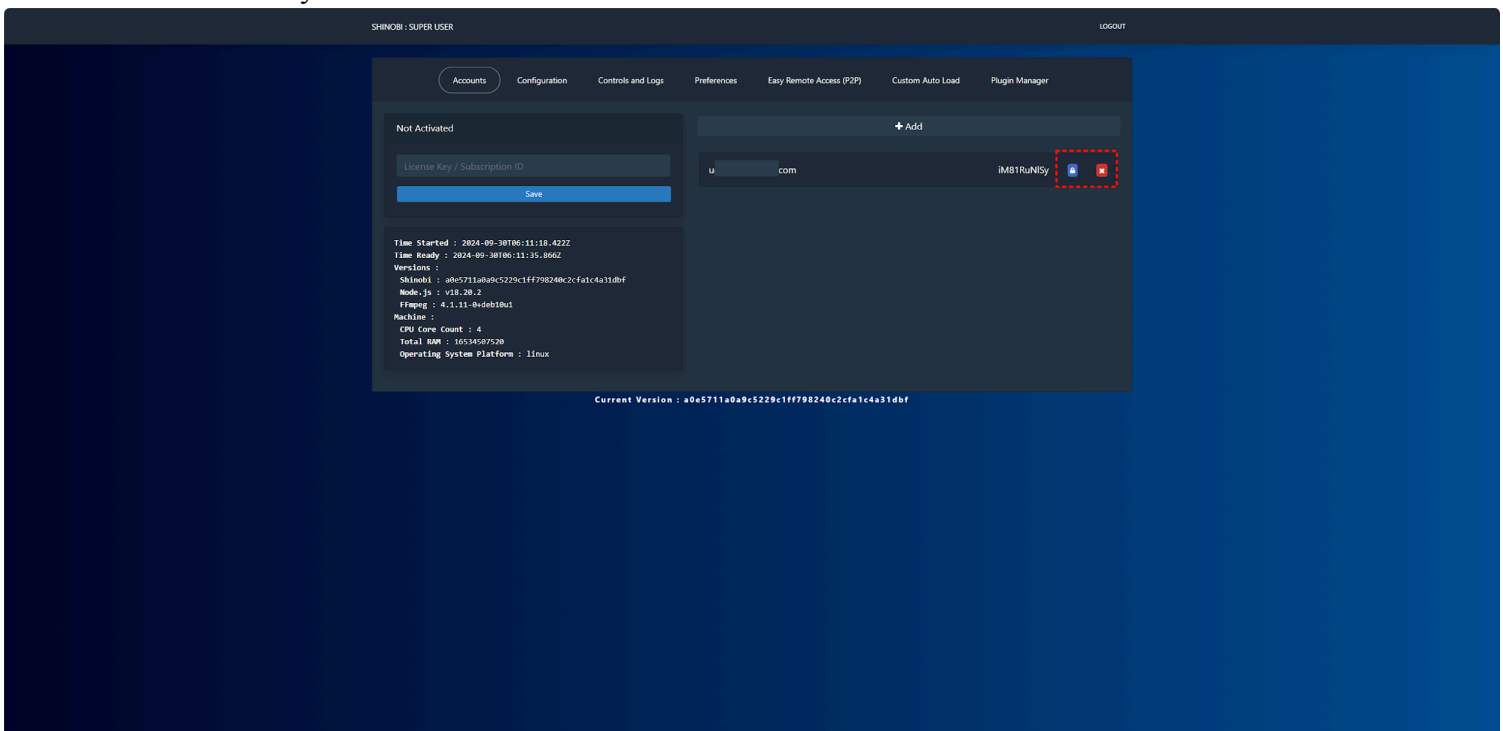 y
SHINOBI : SUPER USER
LOGOUT
Accounts
Configuration
Controls and Logs
Preferences
Easy Remote Access (P2P)
Custom Auto Load
Plugin Manager
Not Activated
License Key / Subscription ID
Save
+ Add
u com
iM81RuNlSy
Time Started : 2024-09-30T06:11:18.422Z
Time Ready : 2024-09-30T06:11:35.866Z
Versions :
Shinobi : a0e5711a0a9c5229c1ff798240c2cfa1c4a31dbf
Node.js : v18.20.2
FFmpeg : 4.1.11-0+deb10u1
Machine :
CPU Core Count : 4
Total RAM : 16534507520
Operating System Platform : linux
Current Version : a0e5711a0a9c5229c1ff798240c2cfa1c4a31dbf